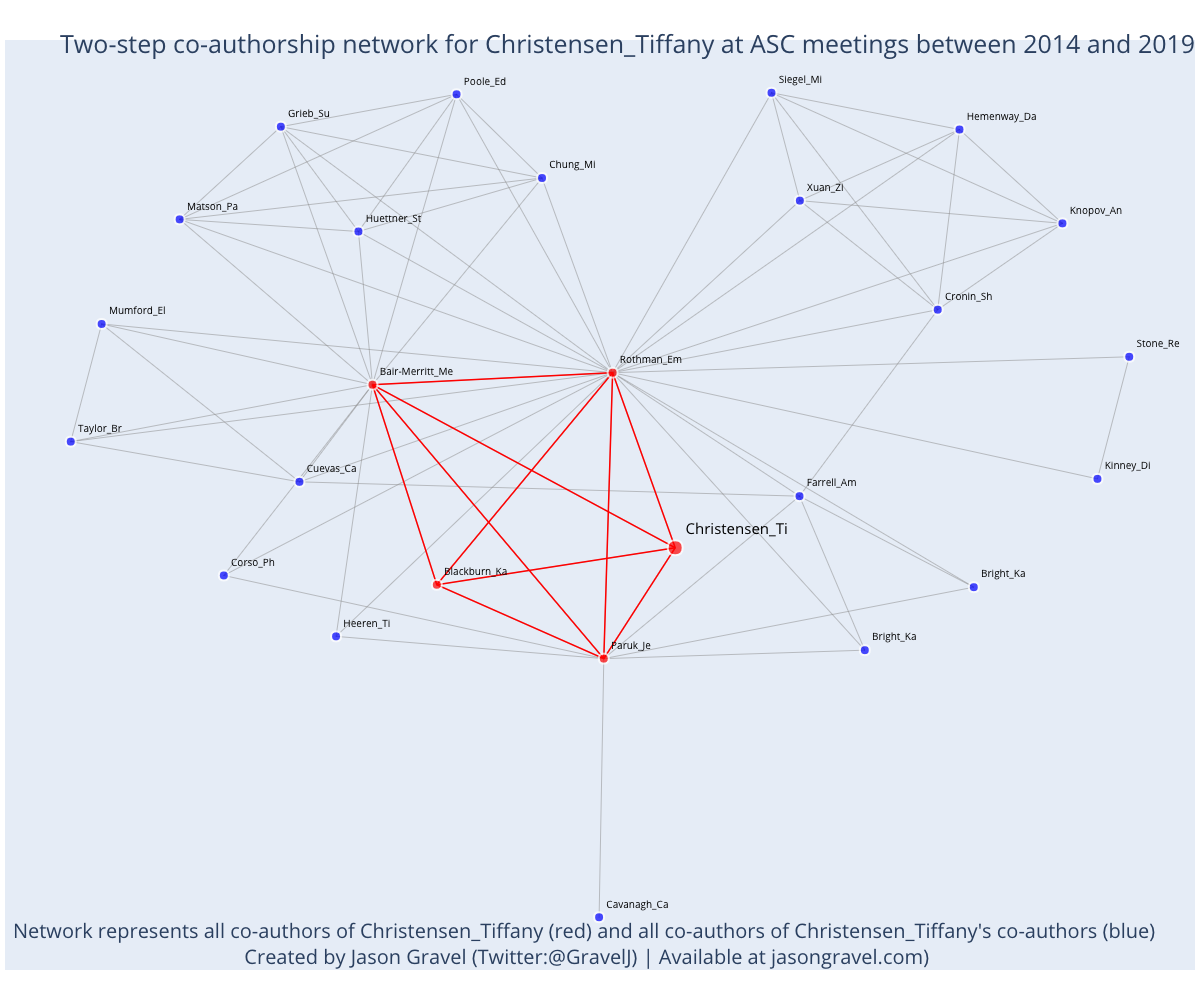 Two-step co-authorship network for Christensen_Tiffany at ASC meetings between 2014 and 2019
Poole_Ed
Siegel_Mi
Grieb_Su
Hemenway_Da
Chung_Mi
Xuan_Zi
Matson_Pa
Huettner_St
Knopov_An
Mumford_El
Cronin_Sh
Stone_Re
Rothman_Em
Bair-Merritt_Me
Taylor_Br
Cuevas_Ca
Kinney_Di
Farrell_Am
Christensen_Ti
Corso_Ph
Blackburn_Ka
Bright_Ka
Heeren_Ti
Bright_Ka
Paruk_Je
Cavanagh_Ca
Network represents all co-authors of Christensen_Tiffany (red) and all co-authors of Christensen_Tiffany's co-authors (blue)
Created by Jason Gravel (Twitter:@GravelJ) | Available at jasongravel.com)